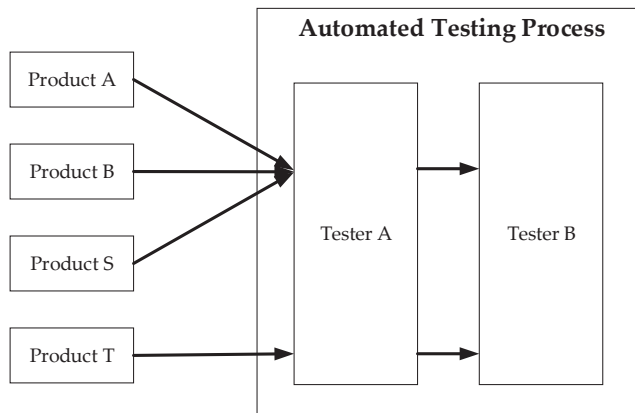 Automated Testing Process
Product A
Product B
Product S
Product T
Tester A
Tester B